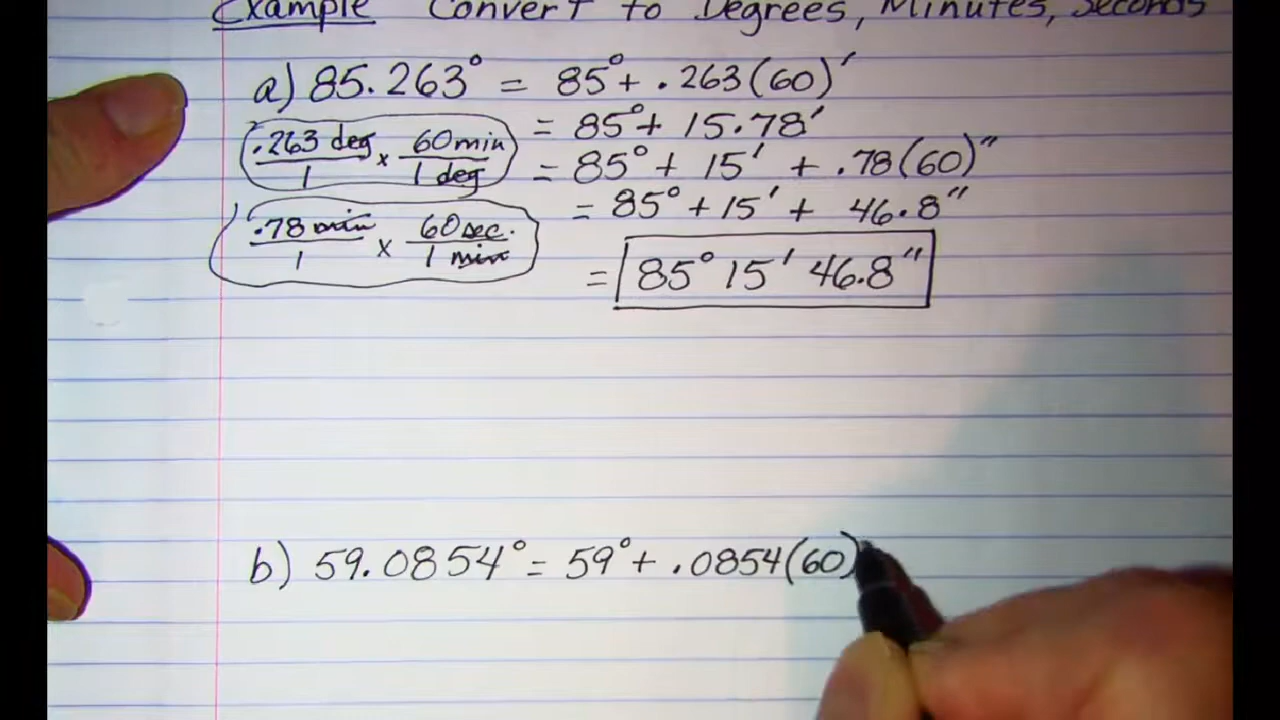 Example Convert to Degrees, Minutes, Seconds
a) 85.263° = 85° + .263(60)′
= 85° + 15.78′
.263 deg/1 × 60 min/1 deg
= 85° + 15′ + .78(60)″
= 85° + 15′ + 46.8″
.78 min/1 × 60 sec./1 min
= 85° 15′ 46.8″
b) 59.0854° = 59° + .0854(60)